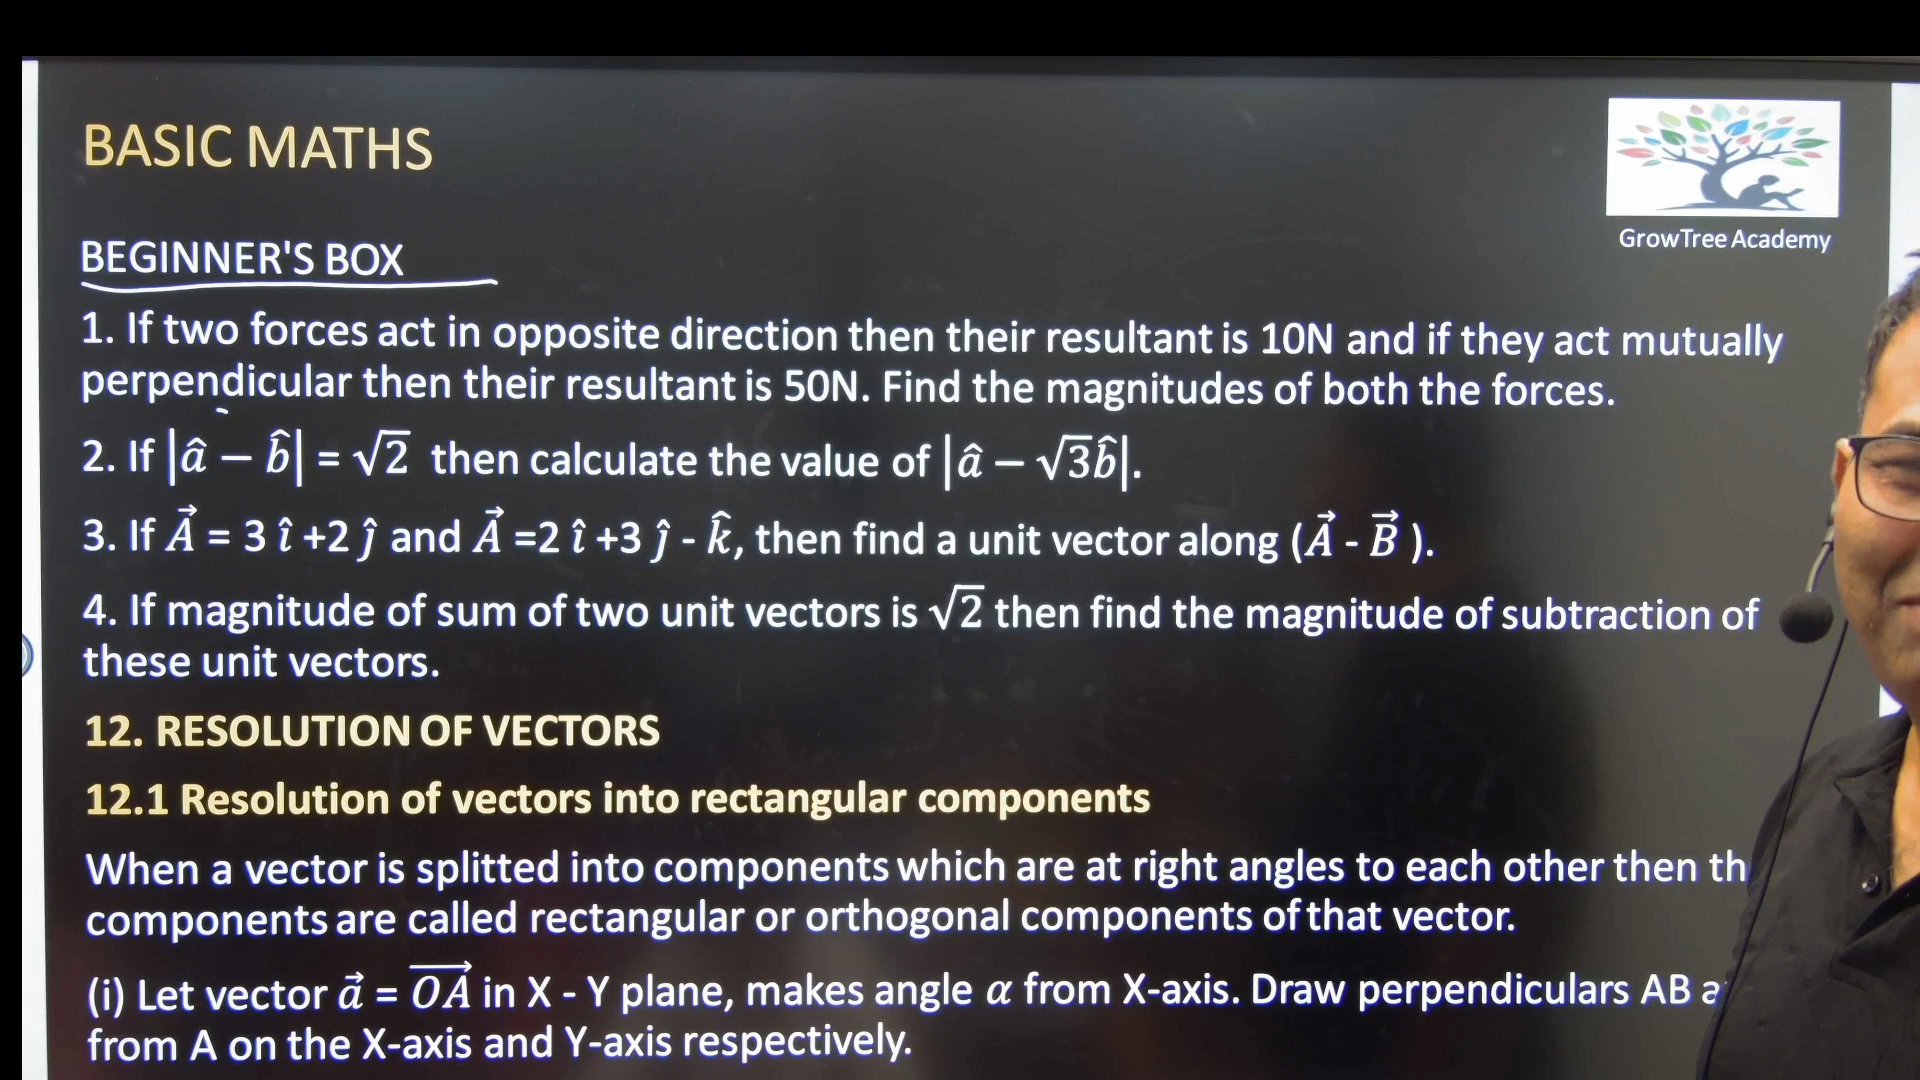 BASIC MATHS
GrowTree Academy
BEGINNER'S BOX
1. If two forces act in opposite direction then their resultant is 10N and if they act mutually
perpendicular then their resultant is 50N. Find the magnitudes of both the forces.
2. If |â − b̂| = √2 then calculate the value of |â − √3b̂|.
3. If A⃗ = 3 î +2 ĵ and A⃗ =2 î +3 ĵ - k̂, then find a unit vector along (A⃗ - B⃗ ).
4. If magnitude of sum of two unit vectors is √2 then find the magnitude of subtraction of
these unit vectors.
12. RESOLUTION OF VECTORS
12.1 Resolution of vectors into rectangular components
When a vector is splitted into components which are at right angles to each other then th
components are called rectangular or orthogonal components of that vector.
(i) Let vector a⃗ = O͞A⃗ in X - Y plane, makes angle α from X-axis. Draw perpendiculars AB
from A on the X-axis and Y-axis respectively.